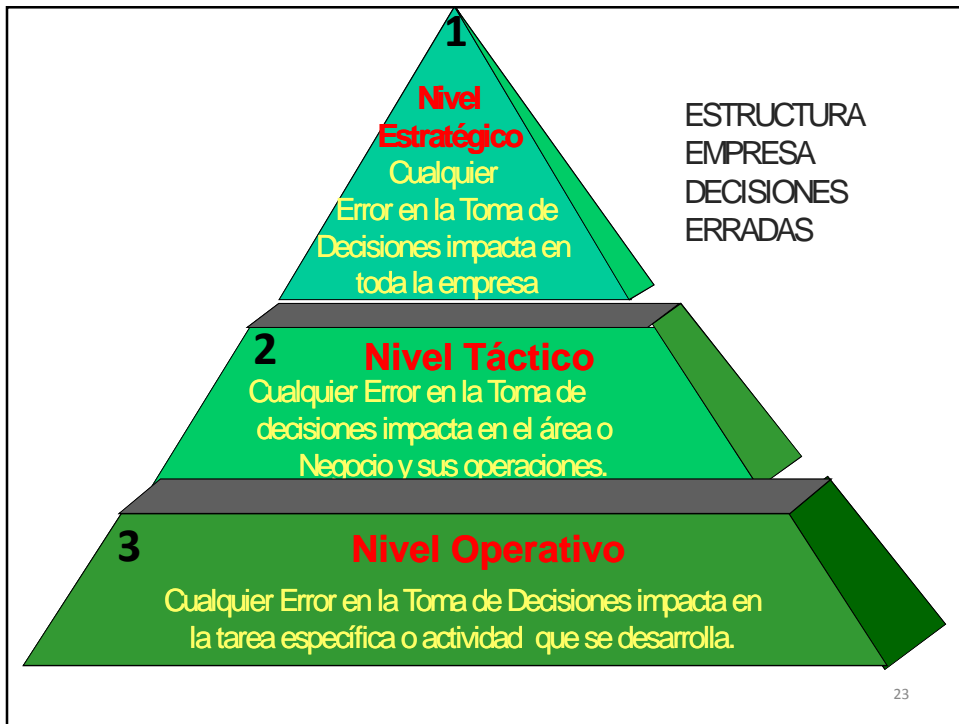 1
Nivel
Estratégico
Cualquier
Error en la Toma de
Decisiones impacta en
toda la empresa
ESTRUCTURA
EMPRESA
DECISIONES
ERRADAS
2
Nivel Táctico
Cualquier Error en la Toma de
decisiones impacta en el área o
Negocio y sus operaciones.
3
Nivel Operativo
Cualquier Error en la Toma de Decisiones impacta en
la tarea específica o actividad que se desarrolla.
23